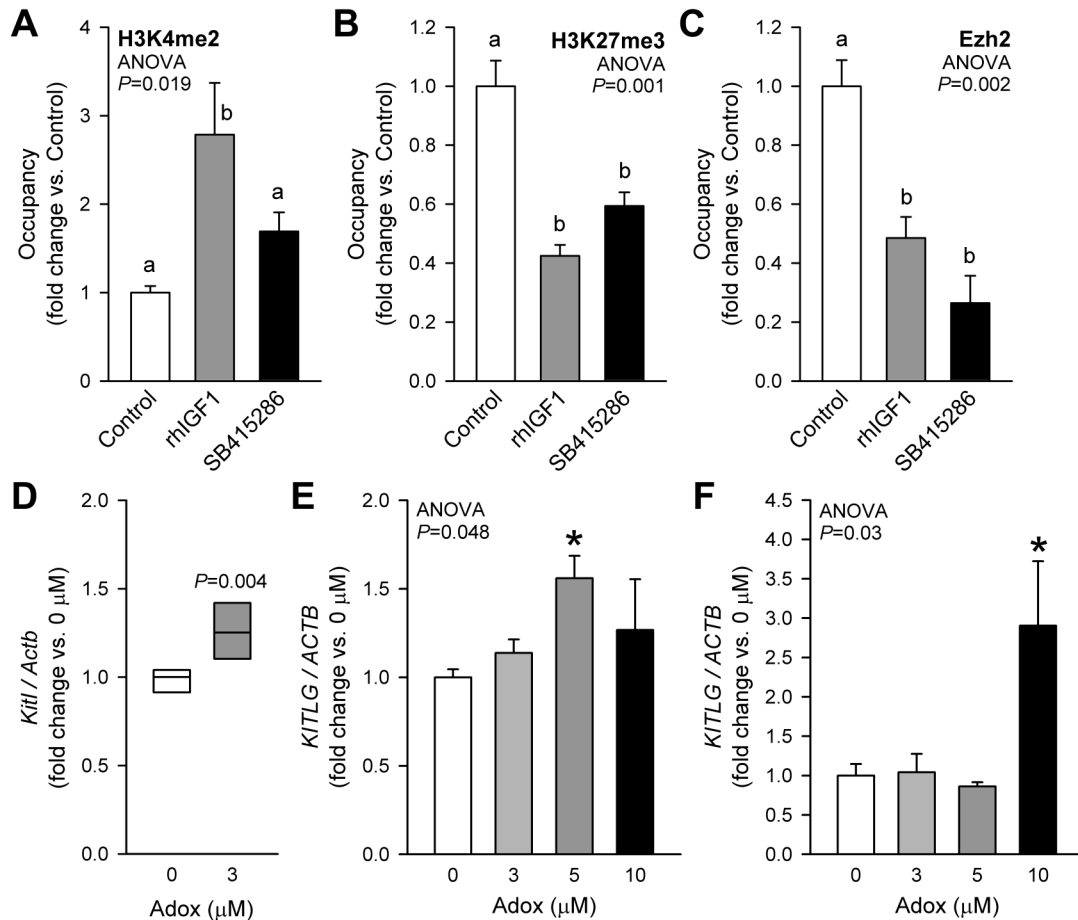 A
H3K4me2
ANOVA
P=0.019
Occupancy
(fold change vs. Control)
4
3
2
1
0
a
b
a
Control
rhIGF1
SB415286
B
H3K27me3
ANOVA
P=0.001
Occupancy
(fold change vs. Control)
1.2
1.0
0.8
0.6
0.4
0.2
0.0
a
b
b
Control
rhIGF1
SB415286
C
Ezh2
ANOVA
P=0.002
Occupancy
(fold change vs. Control)
1.2
1.0
0.8
0.6
0.4
0.2
0.0
a
b
b
Control
rhIGF1
SB415286
D
Kitl / Actb
(fold change vs. 0 μM)
2.0
1.5
1.0
0.5
0.0
P=0.004
0 3
Adox (μM)
E
ANOVA
P=0.048
KITLG / ACTB
(fold change vs. 0 μM)
2.0
1.5
1.0
0.5
0.0
*
0 3 5 10
Adox (μM)
F
ANOVA
P=0.03
KITLG / ACTB
(fold change vs. 0 μM)
4.5
4.0
3.5
3.0
2.5
2.0
1.5
1.0
0.5
0.0
*
0 3 5 10
Adox (μM)